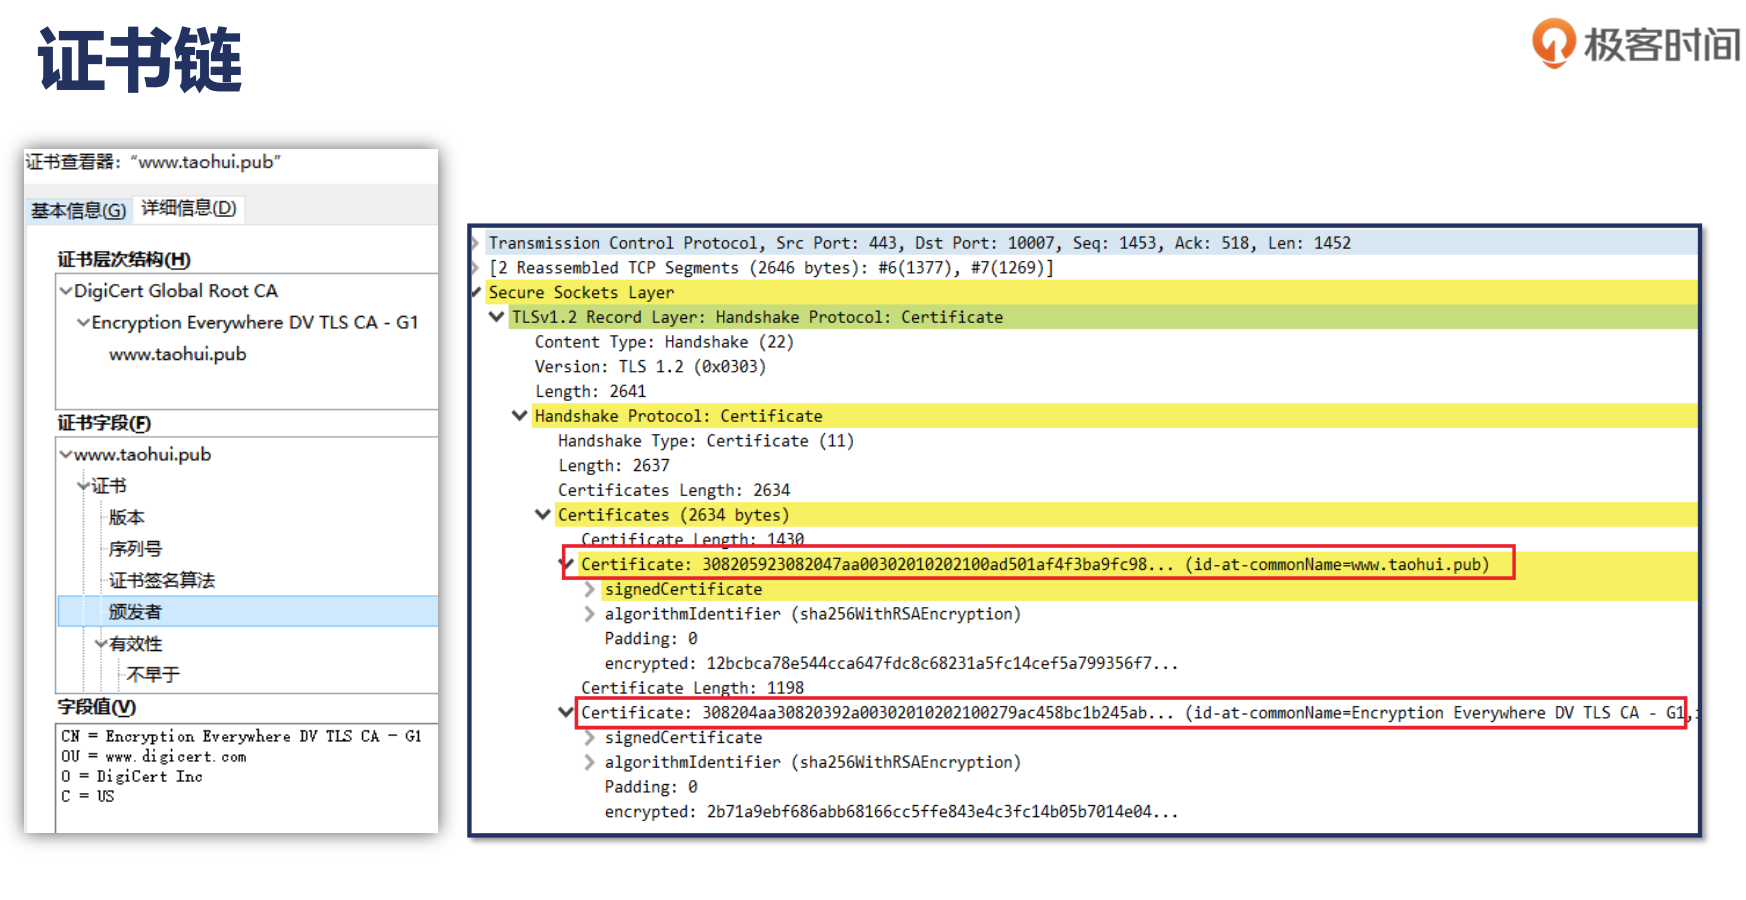 证书链
极客时间
证书查看器：“www.taohui.pub”
基本信息(G) 详细信息(D)
证书层次结构(H)
DigiCert Global Root CA
Encryption Everywhere DV TLS CA - G1
www.taohui.pub
证书字段(F)
www.taohui.pub
证书
版本
序列号
证书签名算法
颁发者
有效性
不早于
字段值(V)
CN = Encryption Everywhere DV TLS CA - G1
OU = www.digicert.com
O = DigiCert Inc
C = US
Transmission Control Protocol, Src Port: 443, Dst Port: 10007, Seq: 1453, Ack: 518, Len: 1452
[2 Reassembled TCP Segments (2646 bytes): #6(1377), #7(1269)]
Secure Sockets Layer
TLSv1.2 Record Layer: Handshake Protocol: Certificate
Content Type: Handshake (22)
Version: TLS 1.2 (0x0303)
Length: 2641
Handshake Protocol: Certificate
Handshake Type: Certificate (11)
Length: 2637
Certificates Length: 2634
Certificates (2634 bytes)
Certificate Length: 1430
Certificate: 308205923082047aa00302010202100ad501af4f3ba9fc98... (id-at-commonName=www.taohui.pub)
signedCertificate
algorithmIdentifier (sha256WithRSAEncryption)
Padding: 0
encrypted: 12bcbca78e544cca647fdc8c68231a5fc14cef5a799356f7...
Certificate Length: 1198
Certificate: 308204aa30820392a00302010202100279ac458bc1b245ab... (id-at-commonName=Encryption Everywhere DV TLS CA - G1,
signedCertificate
algorithmIdentifier (sha256WithRSAEncryption)
Padding: 0
encrypted: 2b71a9ebf686abb68166cc5ffe843e4c3fc14b05b7014e04...